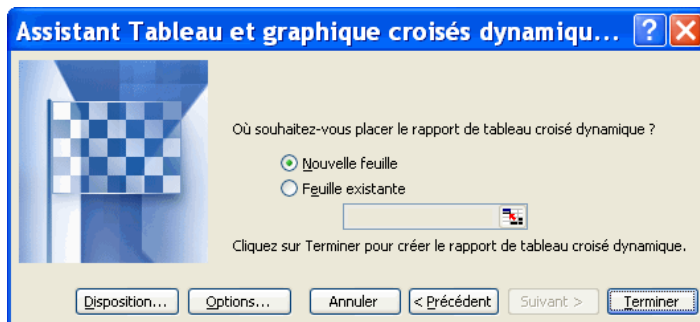 Assistant Tableau et graphique croisés dynamiqu...
Où souhaitez-vous placer le rapport de tableau croisé dynamique ?
Nouvelle feuille
Feuille existante
Cliquez sur Terminer pour créer le rapport de tableau croisé dynamique.
Disposition... Options... Annuler < Précédent Suivant > Terminer